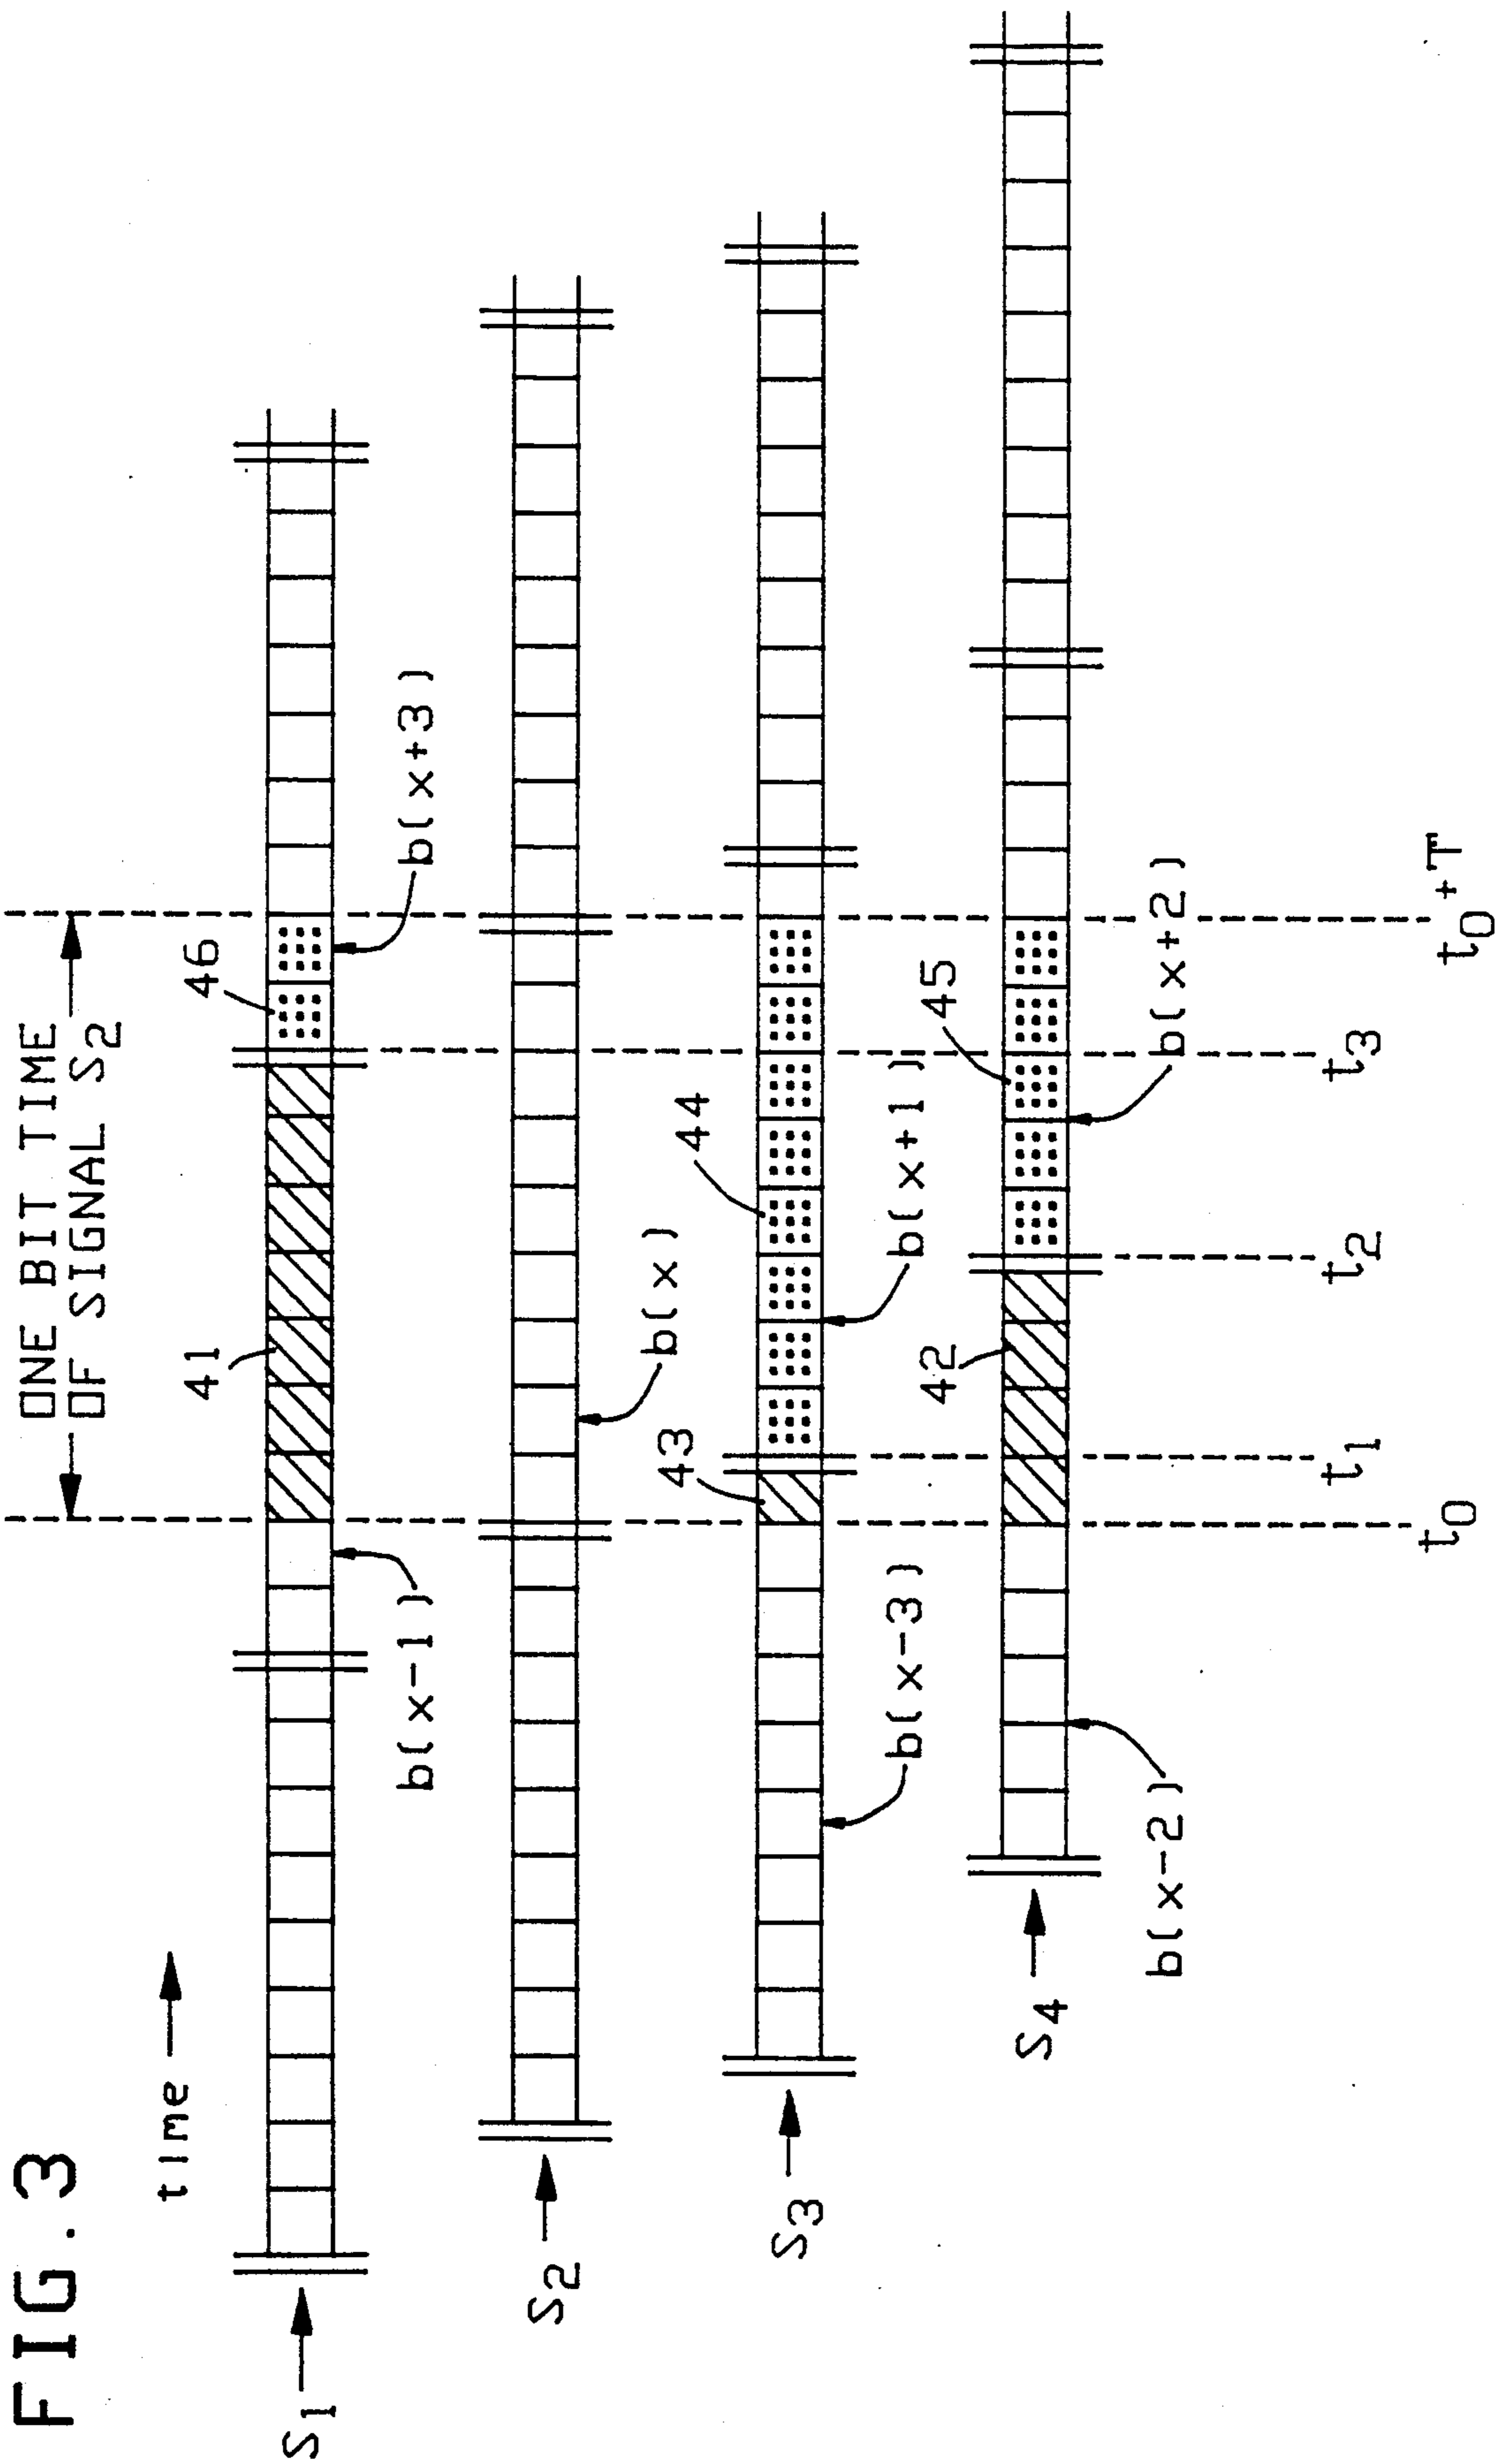 FIG. 3
time
ONE BIT TIME
OF SIGNAL S2
S1
41
46
b(x-1)
b(x+3)
S2
b(x)
S3
43
44
b(x-3)
b(x+1)
S4
42
45
b(x-2)
b(x+2)
t0
t1
t2
t3
t0+T